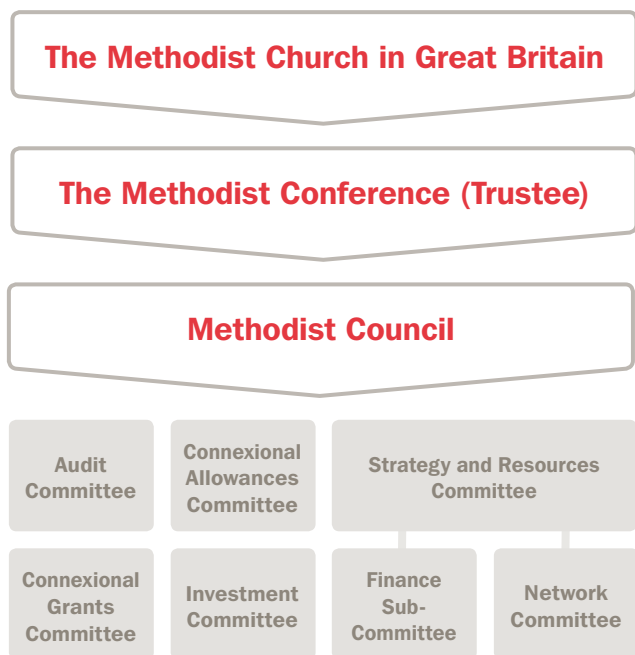 The Methodist Church in Great Britain
The Methodist Conference (Trustee)
Methodist Council
Audit
Committee
Connexional
Allowances
Committee
Strategy and Resources
Committee
Connexional
Grants
Committee
Investment
Committee
Finance
Sub-
Committee
Network
Committee